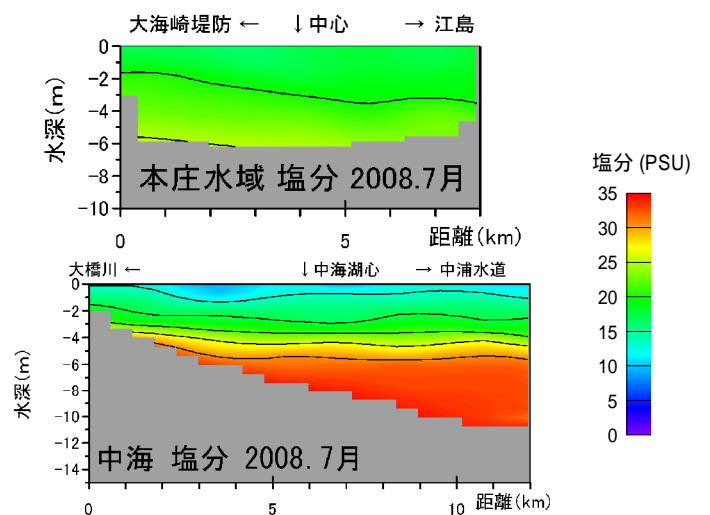 大海崎堤防 ← ↓中心 → 江島
0
−2
−4
−6
−8
−10
水深(m)
本庄水域 塩分 2008.7月
0 5 距離(km)
大橋川 ← ↓中海湖心 → 中浦水道
0
−2
−4
−6
−8
−10
−12
−14
水深(m)
中海 塩分 2008.7月
0 5 10 距離(km)
塩分 (PSU)
35
30
25
20
15
10
5
0